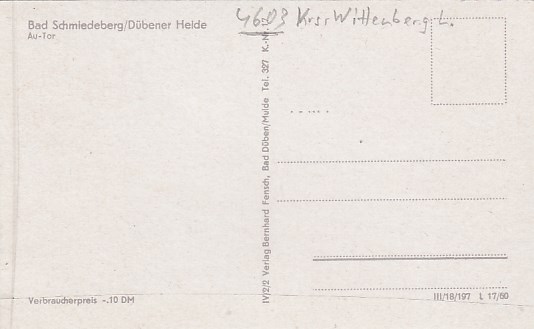 Bad Schmiedeberg/Dübener Heide
Au-Tor
4603 Krs. Wittenberg L.
IV/2/2 Verlag Bernhard Fensch, Bad Düben/Mulde Tel. 327 K.-Nr.
Verbraucherpreis -.10 DM
III/18/197 L 17/60